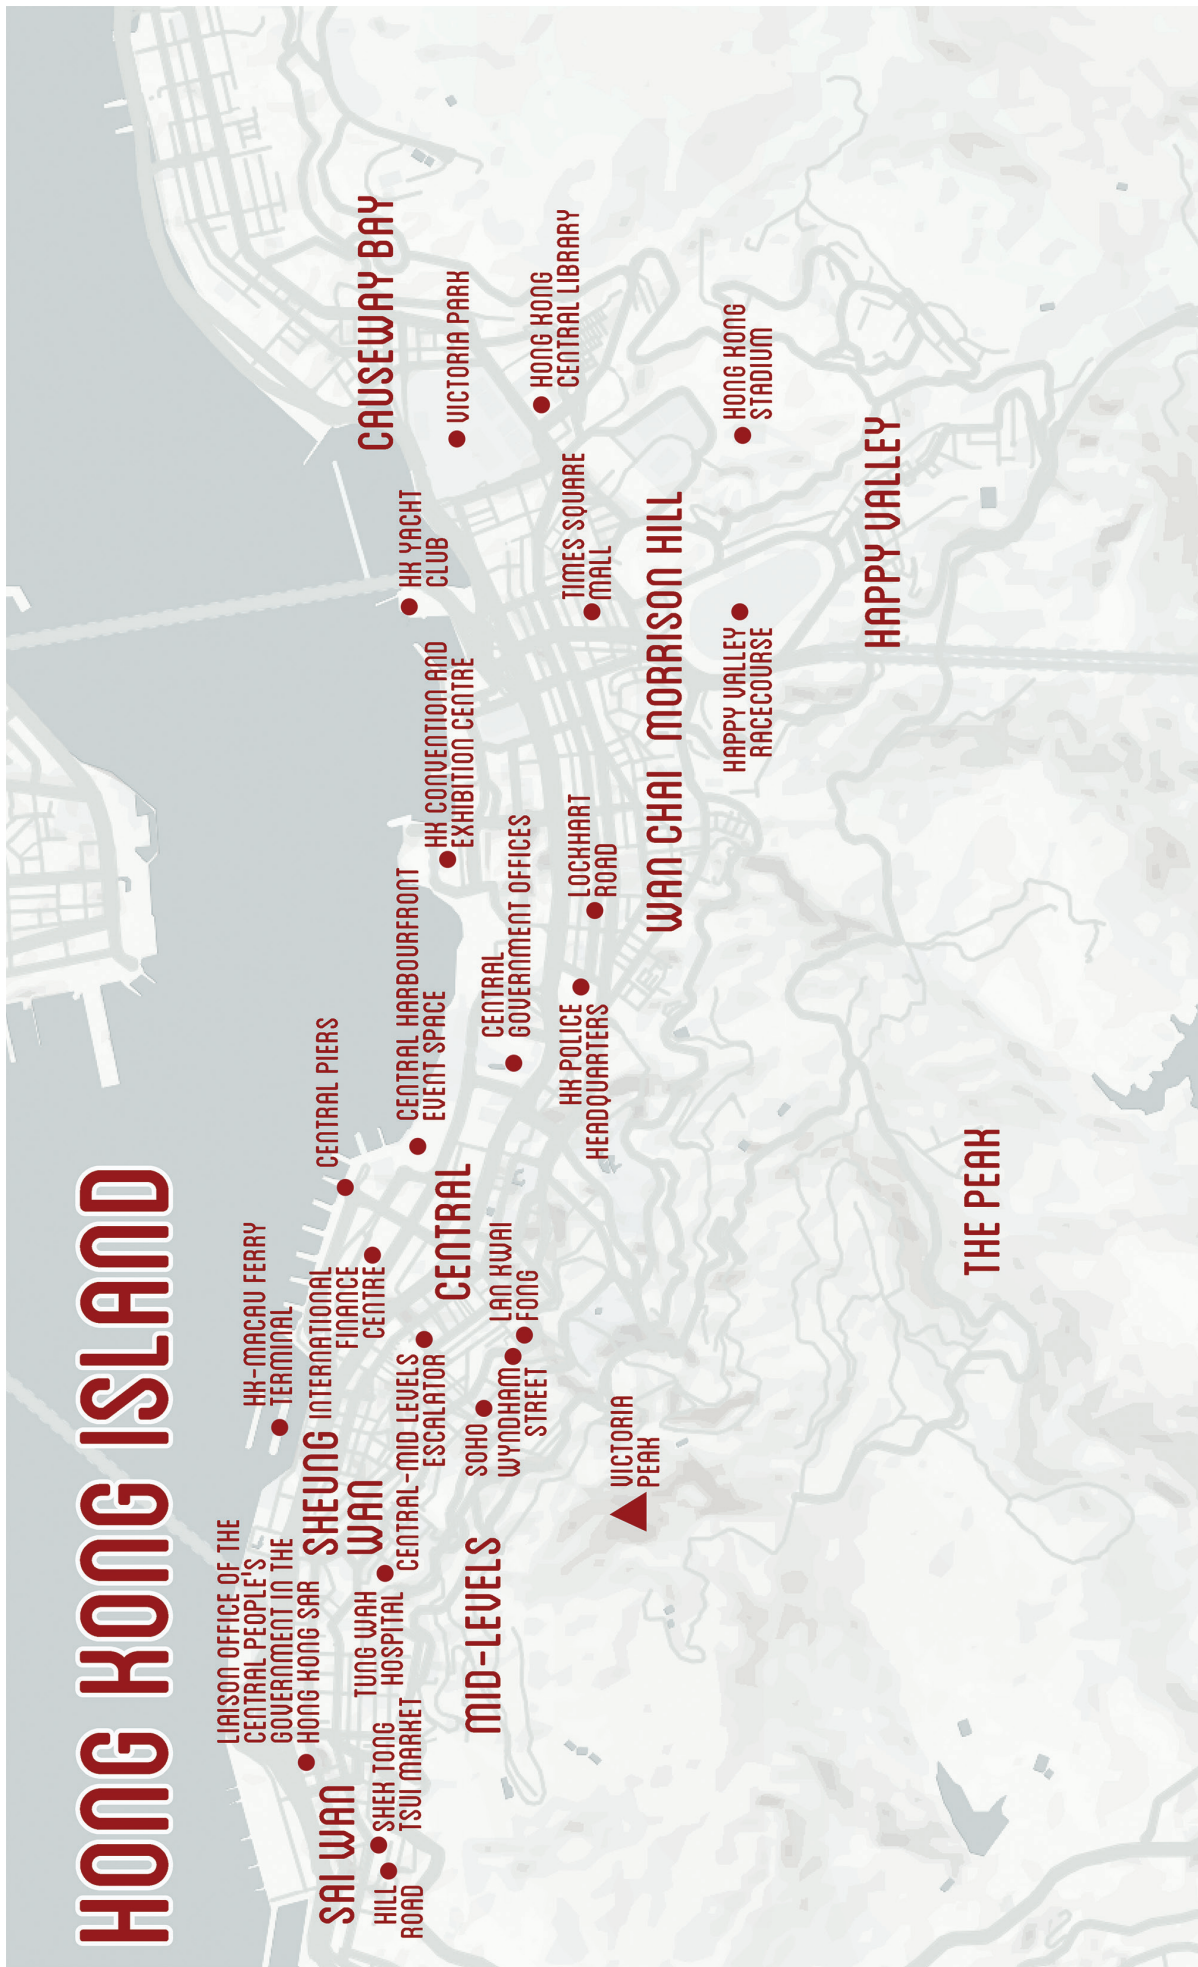 HONG KONG ISLAND
LIAISON OFFICE OF THE
CENTRAL PEOPLE'S
GOVERNMENT IN THE
HONG KONG SAR
SAI WAN
HILL
ROAD
SHEK TONG
TSUI MARKET
TUNG WAH
HOSPITAL
SHEUNG
WAN
MID-LEVELS
HK-MACAU FERRY
TERMINAL
INTERNATIONAL
FINANCE
CENTRE
CENTRAL-MID LEVELS
ESCALATOR
SOHO
WYNDHAM
STREET
LAN KWAI
FONG
VICTORIA
PEAK
CENTRAL
CENTRAL PIERS
CENTRAL HARBOURFRONT
EVENT SPACE
CENTRAL
GOVERNMENT OFFICES
HK POLICE
HEADQUARTERS
THE PEAK
HK CONVENTION AND
EXHIBITION CENTRE
LOCKHART
ROAD
WAN CHAI
MORRISON HILL
HK YACHT
CLUB
TIMES SQUARE
MALL
HAPPY VALLEY
RACECOURSE
HAPPY VALLEY
CAUSEWAY BAY
VICTORIA PARK
HONG KONG
CENTRAL LIBRARY
HONG KONG
STADIUM